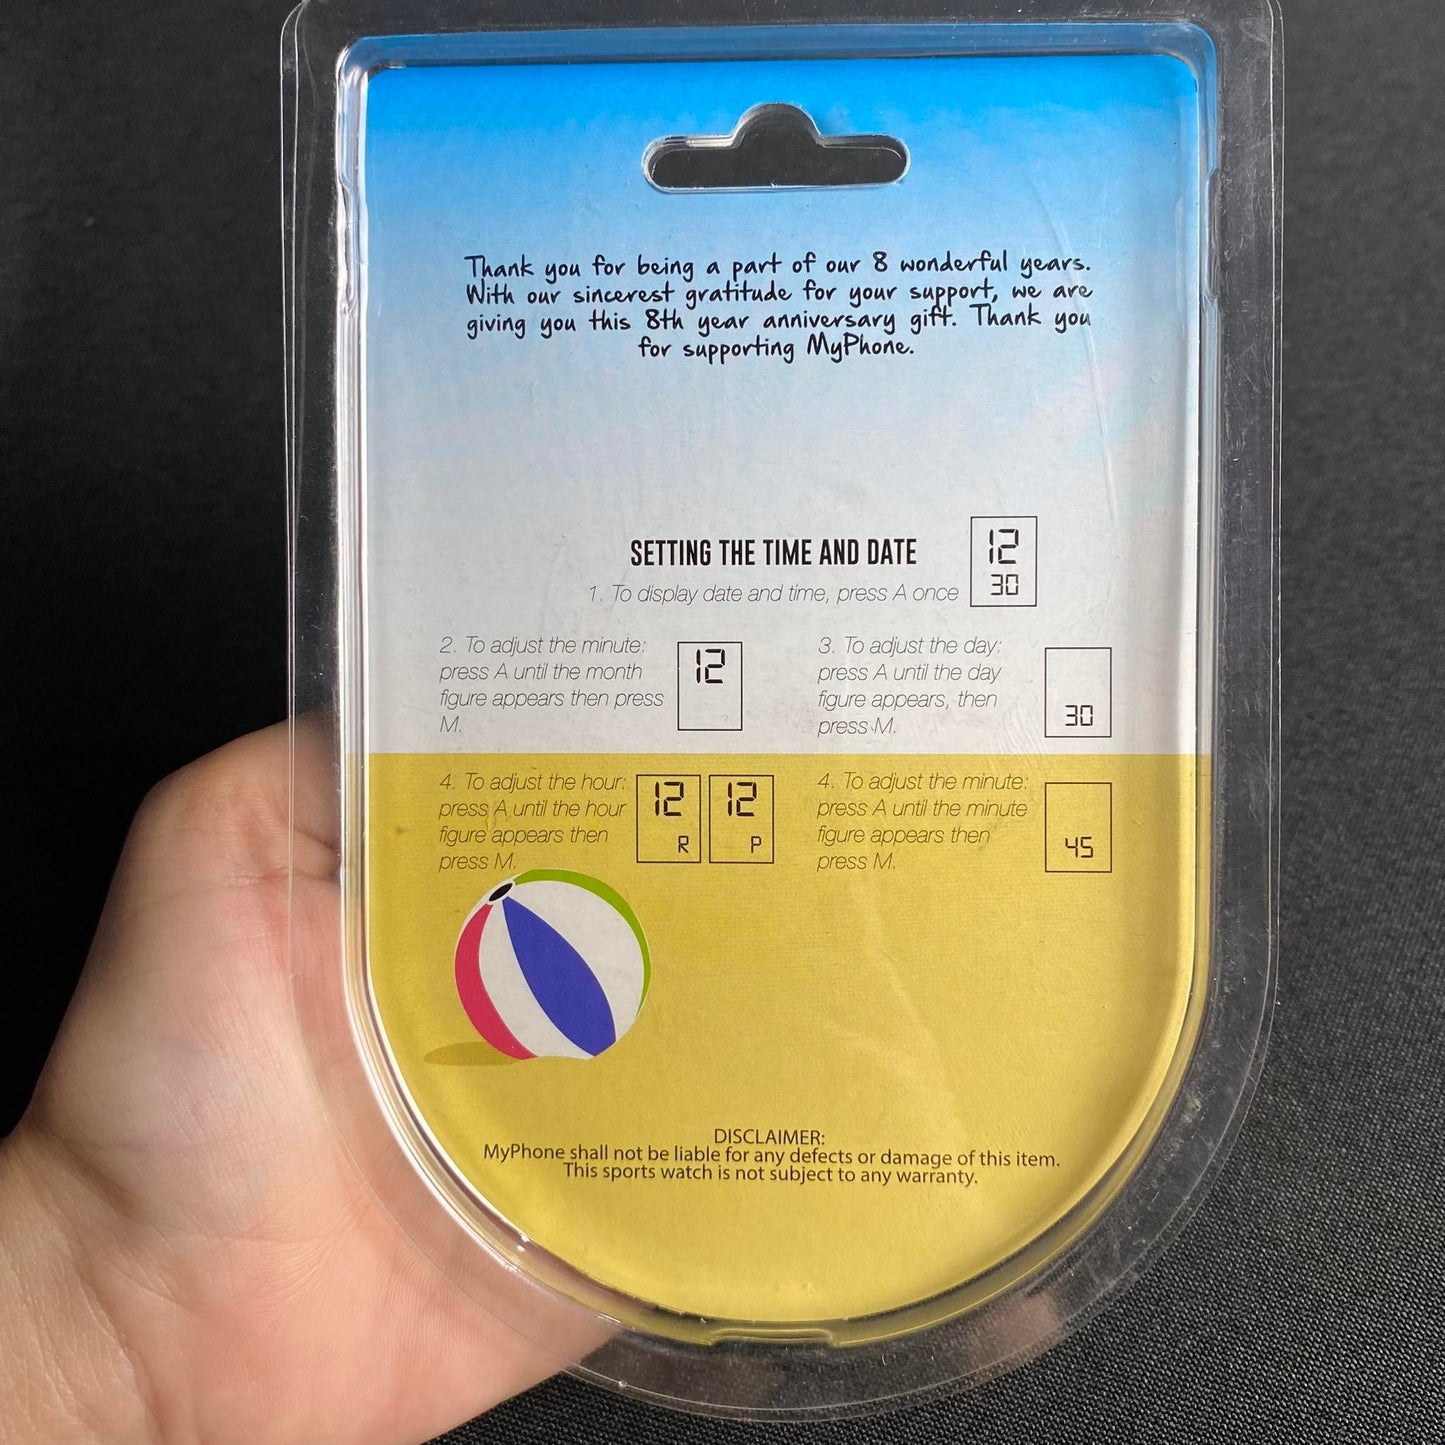 Thank you for being a part of our 8 wonderful years.
With our sincerest gratitude for your support, we are
giving you this 8th year anniversary gift. Thank you
for supporting MyPhone.
SETTING THE TIME AND DATE
1. To display date and time, press A once
12
30
2. To adjust the minute:
press A until the month
figure appears then press
M.
12
3. To adjust the day:
press A until the day
figure appears, then
press M.
30
4. To adjust the hour:
press A until the hour
figure appears then
press M.
12
R
12
P
4. To adjust the minute:
press A until the minute
figure appears then
press M.
45
DISCLAIMER:
MyPhone shall not be liable for any defects or damage of this item.
This sports watch is not subject to any warranty.